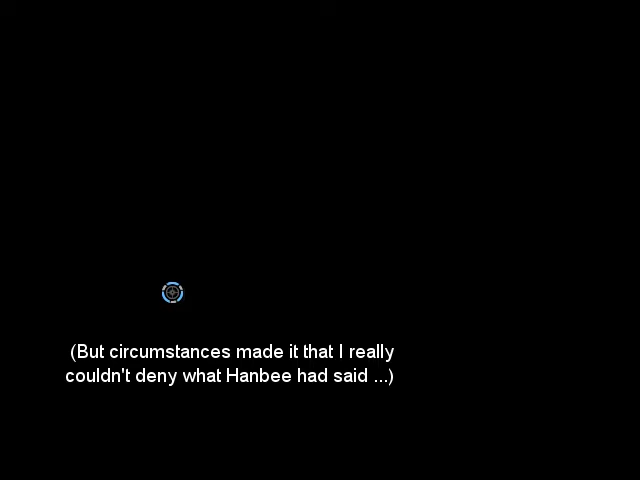 (But circumstances made it that I really
couldn't deny what Hanbee had said ...)